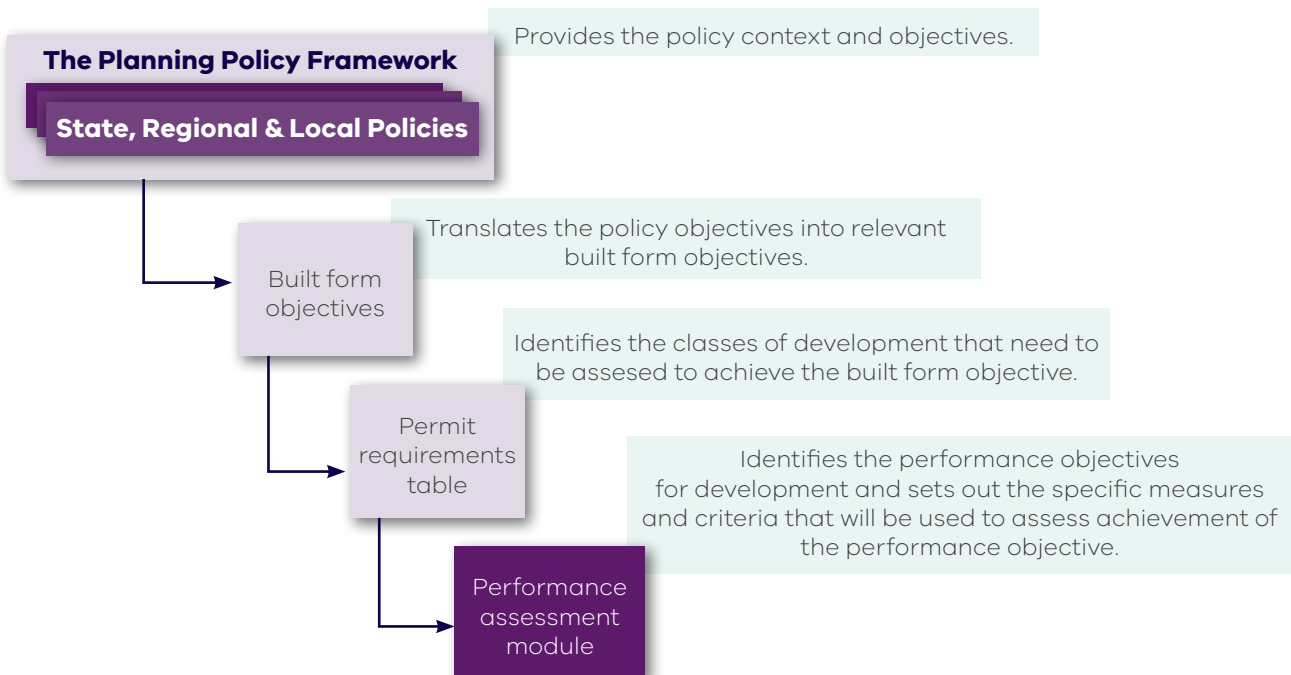 Provides the policy context and objectives.
The Planning Policy Framework
State, Regional & Local Policies
Translates the policy objectives into relevant
built form objectives.
Built form
objectives
Identifies the classes of development that need to
be assesed to achieve the built form objective.
Permit
requirements
table
Identifies the performance objectives
for development and sets out the specific measures
and criteria that will be used to assess achievement of
the performance objective.
Performance
assessment
module